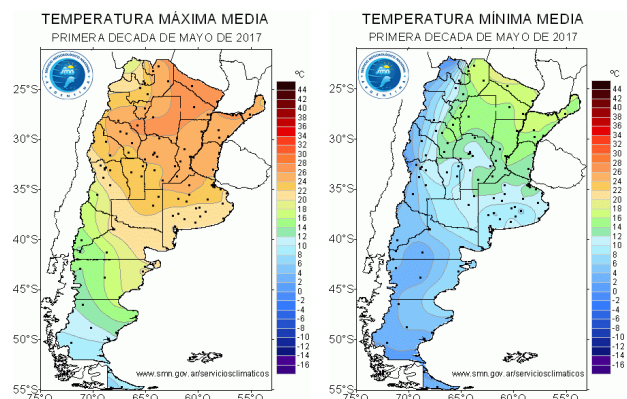 TEMPERATURA MÁXIMA MEDIA
PRIMERA DECADA DE MAYO DE 2017
25°S
30°S
35°S
40°S
45°S
50°S
55°S
75°W
70°W
65°W
60°W
55°W
ºC
44
42
40
38
36
34
32
30
28
26
24
22
20
18
16
14
12
10
8
6
4
2
0
-2
-4
-6
-8
-10
-12
-14
-16
www.smn.gov.ar/serviciosclimaticos
TEMPERATURA MÍNIMA MEDIA
PRIMERA DECADA DE MAYO DE 2017
25°S
30°S
35°S
40°S
45°S
50°S
55°S
75°W
70°W
65°W
60°W
55°W
ºC
44
42
40
38
36
34
32
30
28
26
24
22
20
18
16
14
12
10
8
6
4
2
0
-2
-4
-6
-8
-10
-12
-14
-16
www.smn.gov.ar/serviciosclimaticos